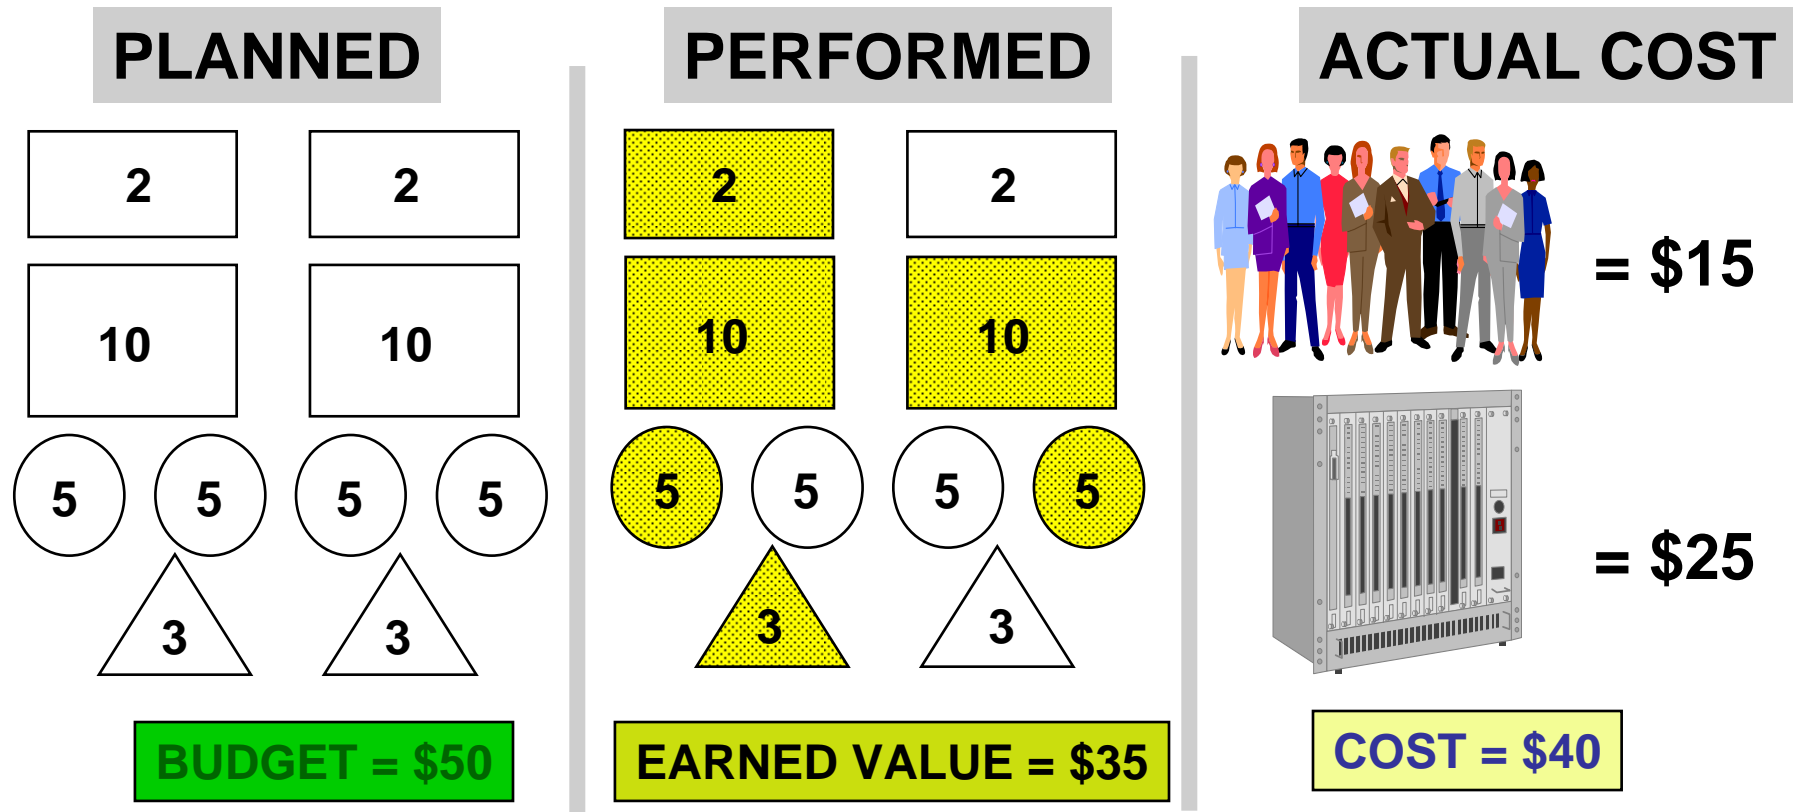 PLANNED
2 2
10 10
5 5 5 5
3 3
BUDGET = $50
PERFORMED
2 2
10 10
5 5 5 5
3 3
EARNED VALUE = $35
ACTUAL COST
= $15
= $25
COST = $40